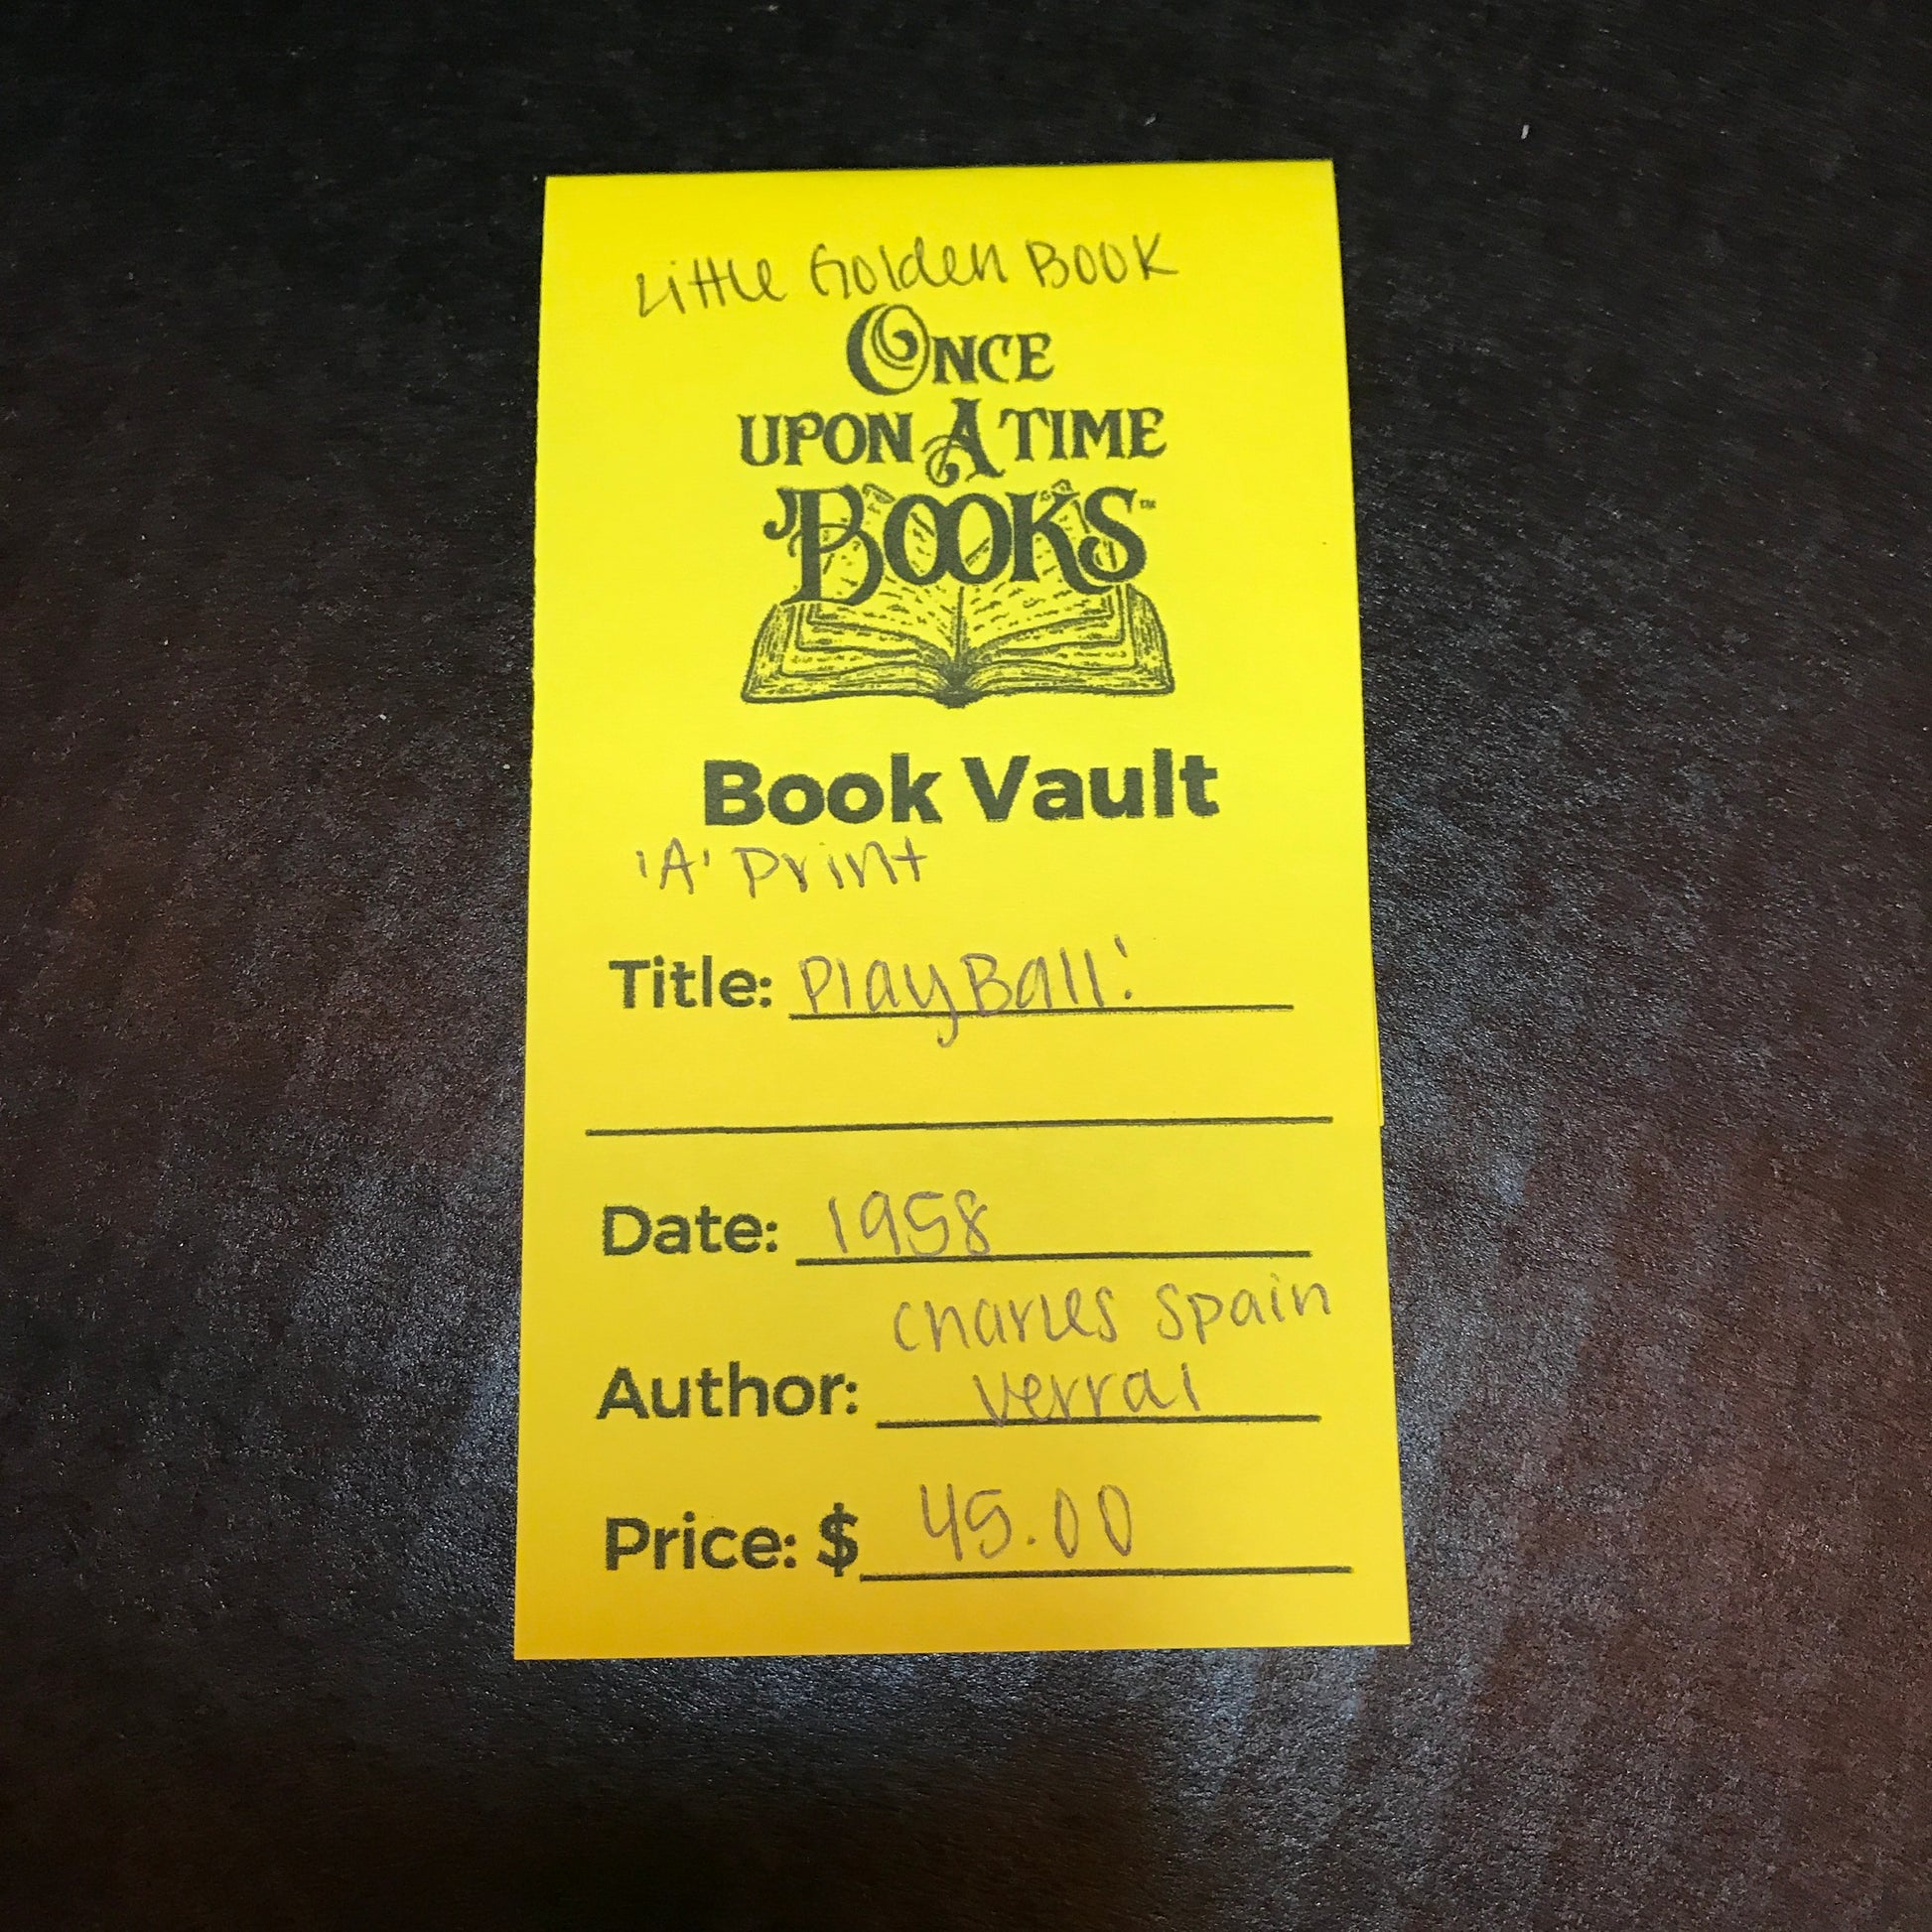 Little Golden Book
ONCE
UPON A TIME
BOOKS™
Book Vault
'A' Print
Title: Play Ball!
Date: 1958
Charles Spain
Author: Verral
Price: $ 45.00